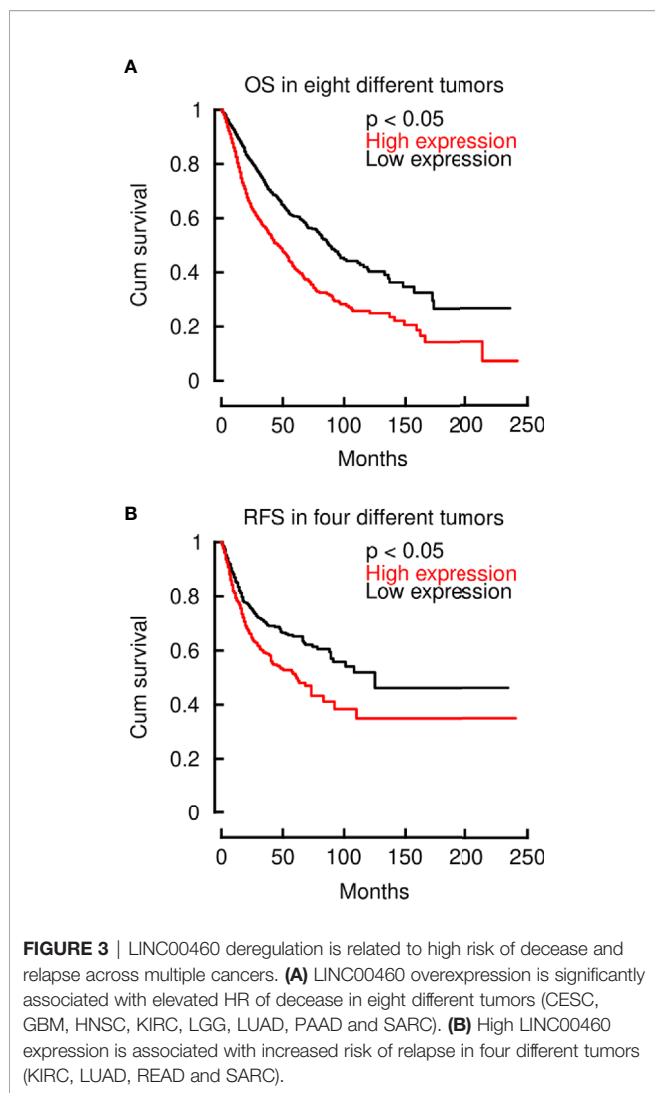 A
OS in eight different tumors
p < 0.05
High expression
Low expression
1
0.8
0.6
0.4
0.2
0
Cum survival
0 50 100 150 200 250
Months
B
RFS in four different tumors
p < 0.05
High expression
Low expression
1
0.8
0.6
0.4
0.2
0
Cum survival
0 50 100 150 200 250
Months
FIGURE 3 | LINC00460 deregulation is related to high risk of decease and
relapse across multiple cancers. (A) LINC00460 overexpression is significantly
associated with elevated HR of decease in eight different tumors (CESC,
GBM, HNSC, KIRC, LGG, LUAD, PAAD and SARC). (B) High LINC00460
expression is associated with increased risk of relapse in four different tumors
(KIRC, LUAD, READ and SARC).